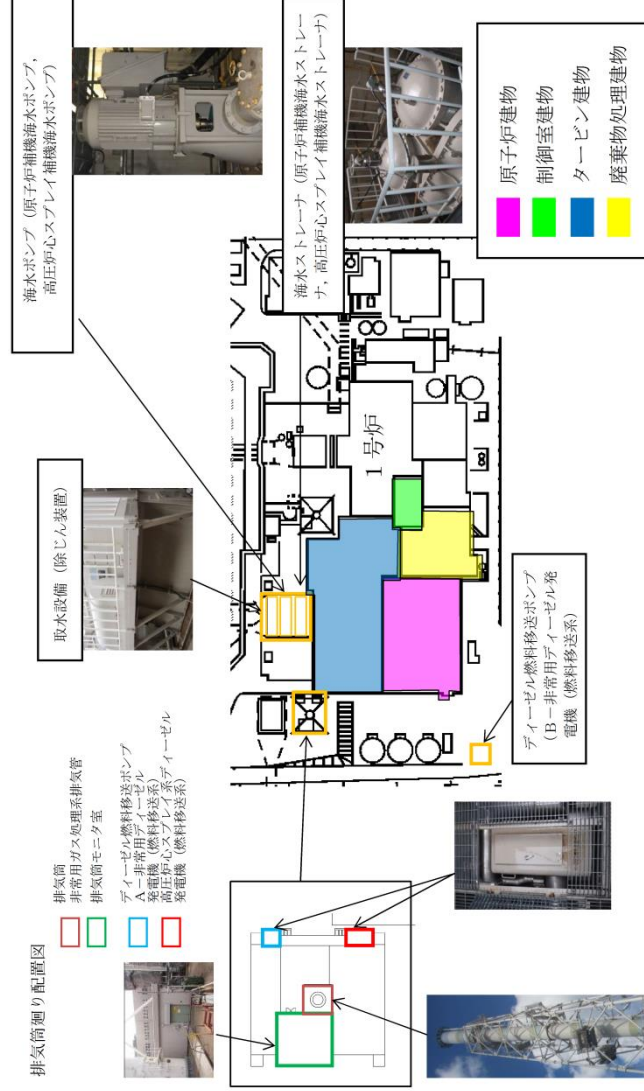 排気筒廻り配置図
排気筒
非常用ガス処理系排気管
排気筒モニタ室
ディーゼル燃料移送ポンプ
A－非常用ディーゼル
発電機（燃料移送系）
高圧炉心スプレイ系ディーゼル
発電機（燃料移送系）
取水設備（除じん装置）
海水ポンプ（原子炉補機海水ポンプ，
高圧炉心スプレイ補機海水ポンプ）
海水ストレーナ（原子炉補機海水ストレー
ナ，高圧炉心スプレイ補機海水ストレーナ）
1号炉
ディーゼル燃料移送ポンプ
（B－非常用ディーゼル発
電機（燃料移送系）
原子炉建物
制御室建物
タービン建物
廃棄物処理建物